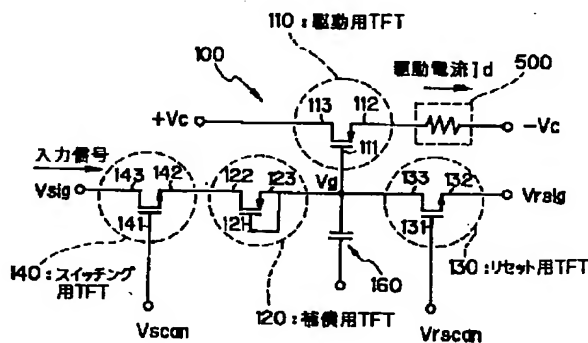 110:駆動用TFT
100
駆動電流Id
500
113
112
+Vc
-Vc
111
入力信号
Vsig
143
142
122
123
Vg
133
132
Vrsig
141
121
131
160
140:スイッチング
用TFT
130:リセット用TFT
120:補償用TFT
Vscan
Vrscan